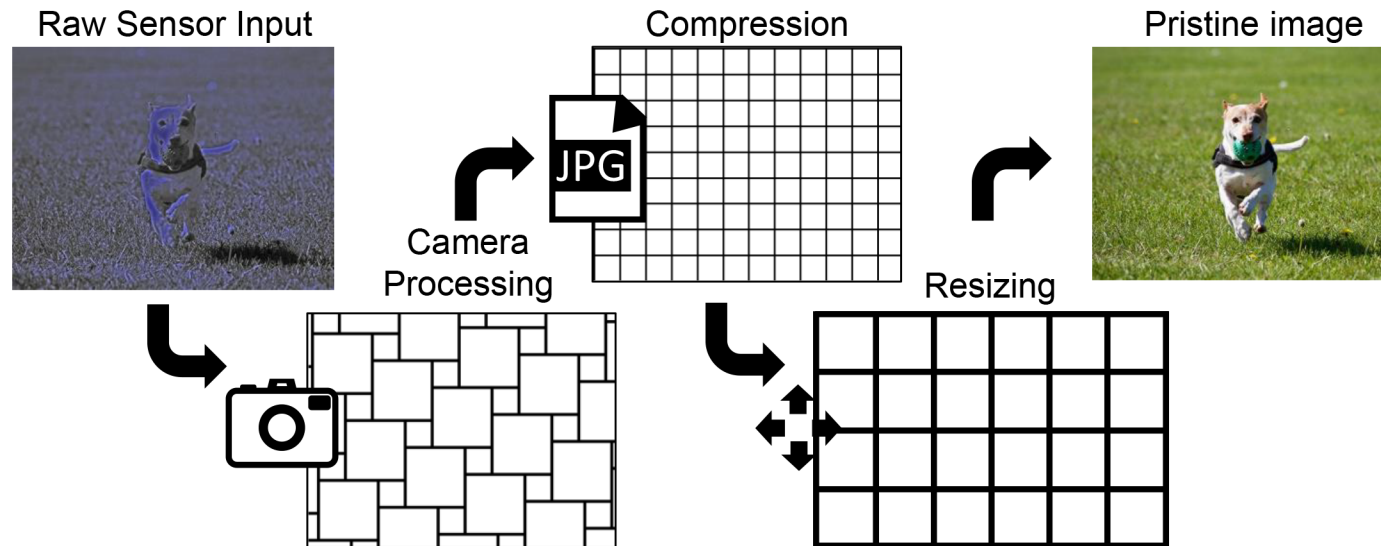 Raw Sensor Input
Camera
Processing
Compression
JPG
Resizing
Pristine image